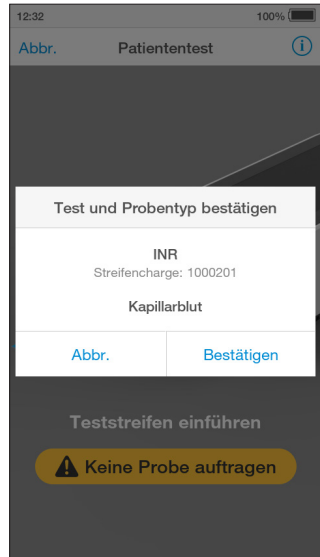 12:32 100%
Abbr. Patiententest
Test und Probentyp bestätigen
INR
Streifencharge: 1000201
Kapillarblut
Abbr. Bestätigen
Teststreifen einführen
Keine Probe auftragen